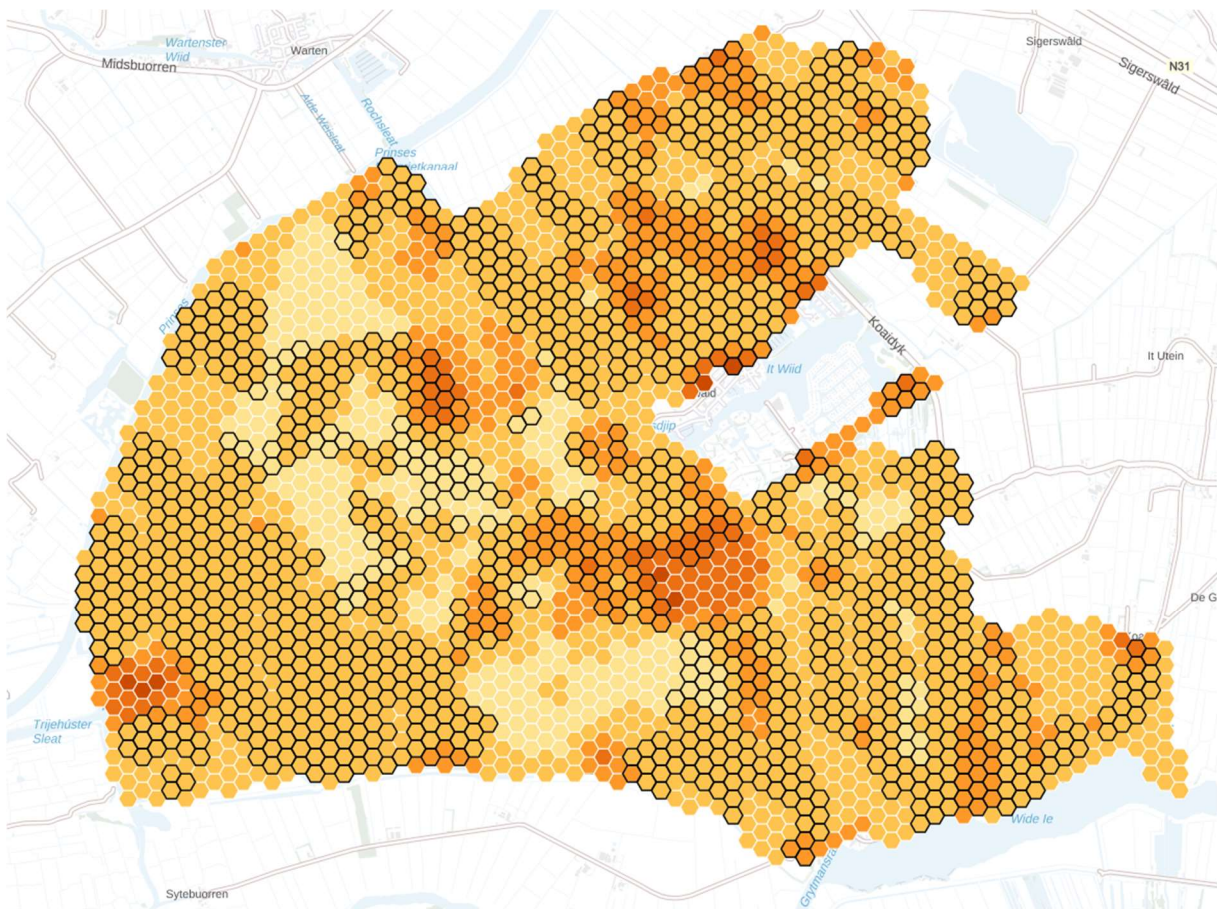 Wartenster
Wiid
Warten
Midsbuorren
Alde Weisleat
Rochsleat
Prinses
Sigerswâld
N31
Sigerswâld
Koaidyk
It Wiid
It Utein
De G
Trijehúster
Sleat
Wide Ie
Sytebuorren